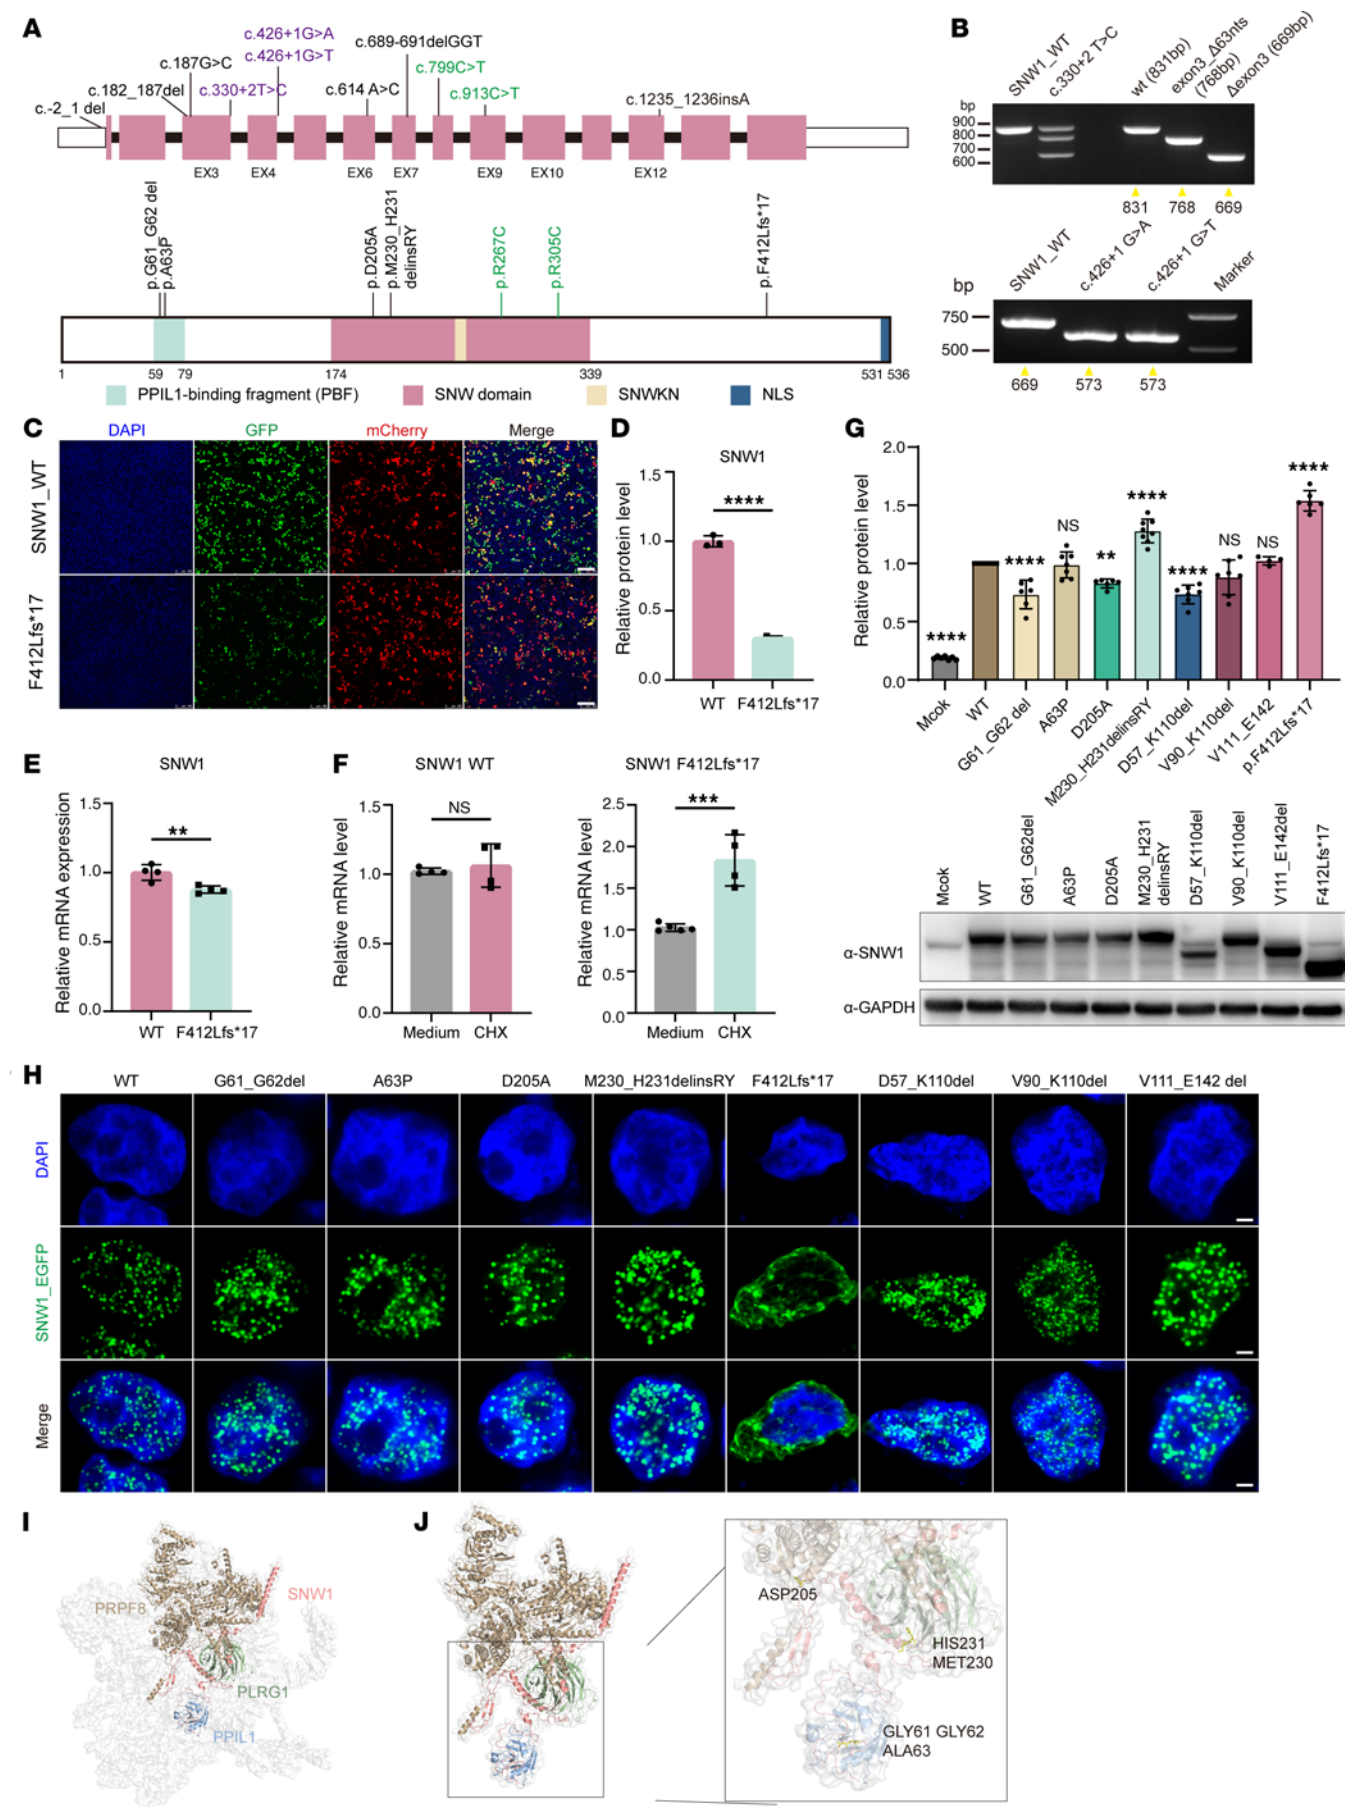 A
c.426+1G>A
c.426+1G>T
c.689-691delGGT
c.187G>C
c.799C>T
c.182_187del
c.330+2T>C
c.614 A>C
c.913C>T
c.1235_1236insA
c.-2_1 del
EX3 EX4 EX6 EX7 EX9 EX10 EX12
p.G61_G62 del
p.A63P
p.D205A
p.M230_H231
delinsRY
p.R267C
p.R305C
p.F412Lfs*17
1 59 79 174 339 531 536
PPIL1-binding fragment (PBF) SNW domain SNWKN NLS
B
SNW1_WT
c.330+2 T>C
wt (831bp)
exon3_Δ63nts
(768bp)
Δexon3 (669bp)
bp
900
800
700
600
831 768 669
SNW1_WT
c.426+1 G>A
c.426+1 G>T
Marker
bp
750
500
669 573 573
C
DAPI GFP mCherry Merge
SNW1_WT
F412Lfs*17
D
SNW1
Relative protein level
1.5
1.0
0.5
0.0
****
WT F412Lfs*17
G
Relative protein level
2.0
1.5
1.0
0.5
0.0
****
****
NS
**
****
****
NS
NS
****
Mcok
WT
G61_G62 del
A63P
D205A
M230_H231delinsRY
D57_K110del
V90_K110del
V111_E142
p.F412Lfs*17
Mcok
WT
G61_G62del
A63P
D205A
M230_H231
delinsRY
D57_K110del
V90_K110del
V111_E142del
F412Lfs*17
α-SNW1
α-GAPDH
E
SNW1
Relative mRNA expression
1.5
1.0
0.5
0.0
**
WT F412Lfs*17
F
SNW1 WT
Relative mRNA level
1.5
1.0
0.5
0.0
NS
Medium CHX
SNW1 F412Lfs*17
Relative mRNA level
2.5
2.0
1.5
1.0
0.5
0.0
***
Medium CHX
H
WT G61_G62del A63P D205A M230_H231delinsRY F412Lfs*17 D57_K110del V90_K110del V111_E142 del
DAPI
SNW1_EGFP
Merge
I
PRPF8
SNW1
PLRG1
PPIL1
J
ASP205
HIS231
MET230
GLY61 GLY62
ALA63